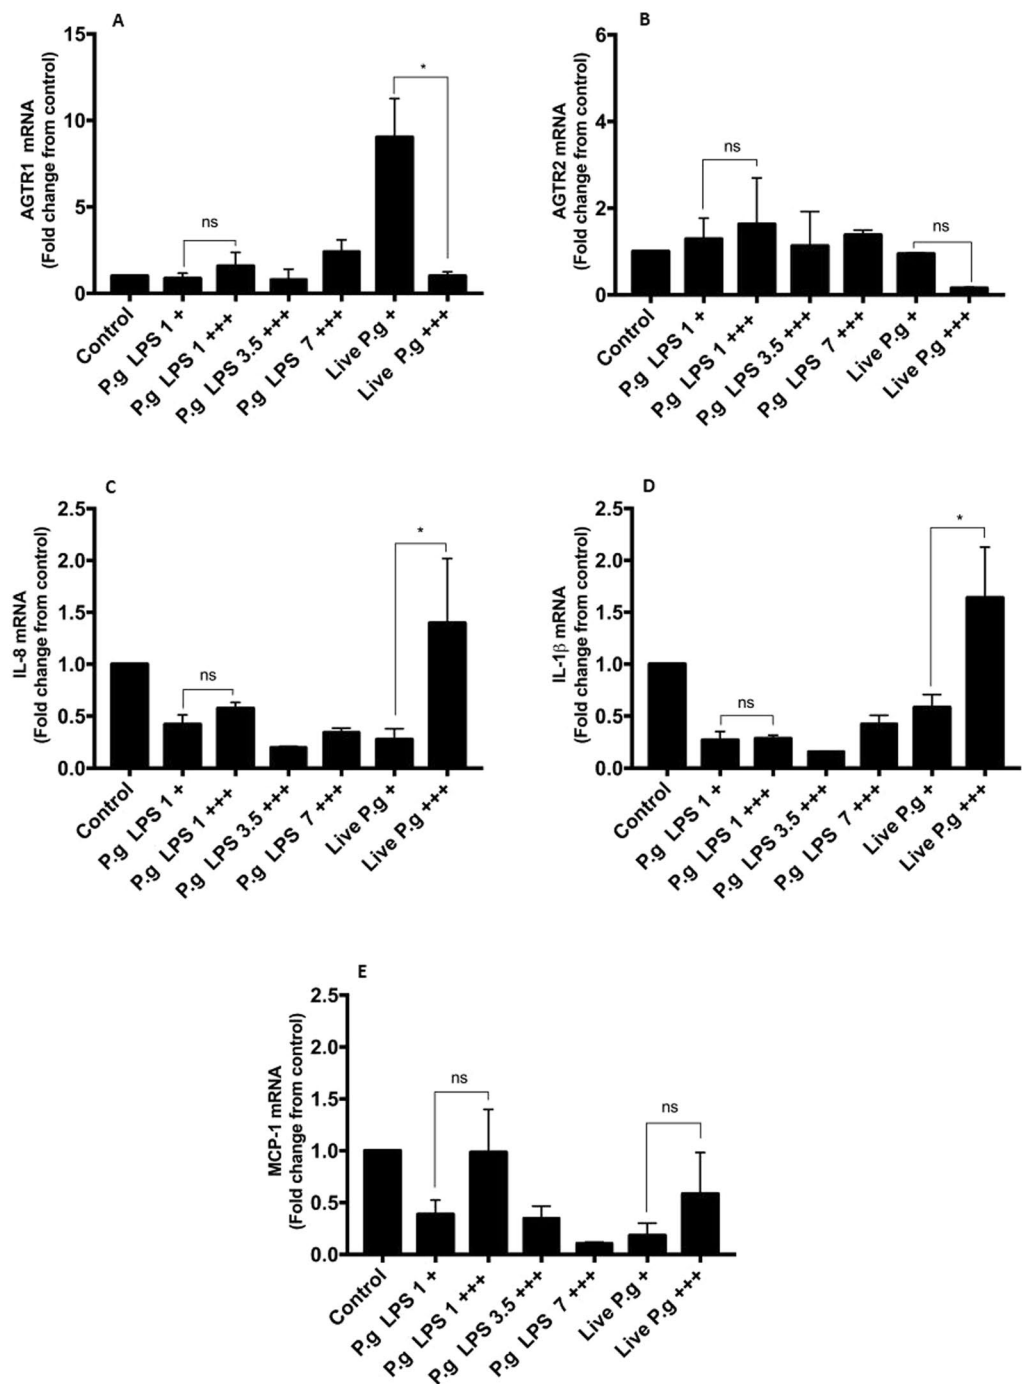 A
AGTR1 mRNA
(Fold change from control)
15
10
5
0
ns
*
Control
P.g LPS 1 +
P.g LPS 1 +++
P.g LPS 3.5 +++
P.g LPS 7 +++
Live P.g +
Live P.g +++
B
AGTR2 mRNA
(Fold change from control)
6
4
2
0
ns
ns
Control
P.g LPS 1 +
P.g LPS 1 +++
P.g LPS 3.5 +++
P.g LPS 7 +++
Live P.g +
Live P.g +++
C
IL-8 mRNA
(Fold change from control)
2.5
2.0
1.5
1.0
0.5
0.0
ns
*
Control
P.g LPS 1 +
P.g LPS 1 +++
P.g LPS 3.5 +++
P.g LPS 7 +++
Live P.g +
Live P.g +++
D
IL-1β mRNA
(Fold change from control)
2.5
2.0
1.5
1.0
0.5
0.0
ns
*
Control
P.g LPS 1 +
P.g LPS 1 +++
P.g LPS 3.5 +++
P.g LPS 7 +++
Live P.g +
Live P.g +++
E
MCP-1 mRNA
(Fold change from control)
2.5
2.0
1.5
1.0
0.5
0.0
ns
ns
Control
P.g LPS 1 +
P.g LPS 1 +++
P.g LPS 3.5 +++
P.g LPS 7 +++
Live P.g +
Live P.g +++